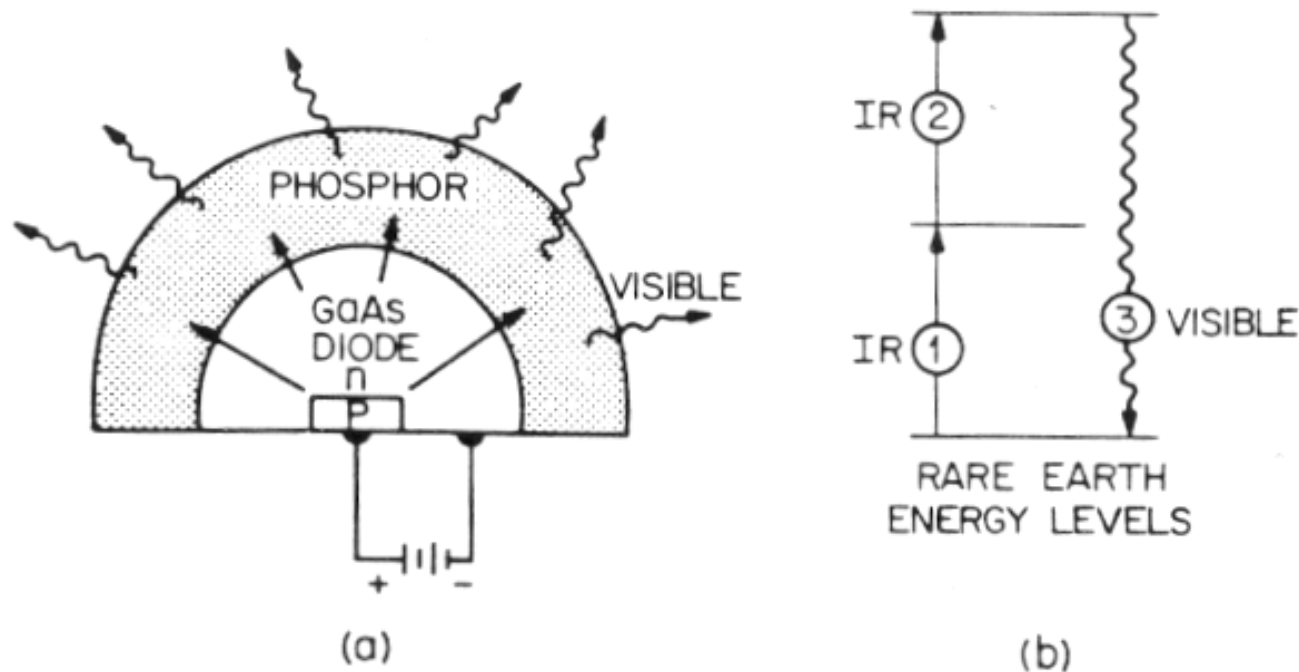 PHOSPHOR
VISIBLE
GaAs
DIODE
n
P
+ -
(a)
IR 2
IR 1
3 VISIBLE
RARE EARTH
ENERGY LEVELS
(b)